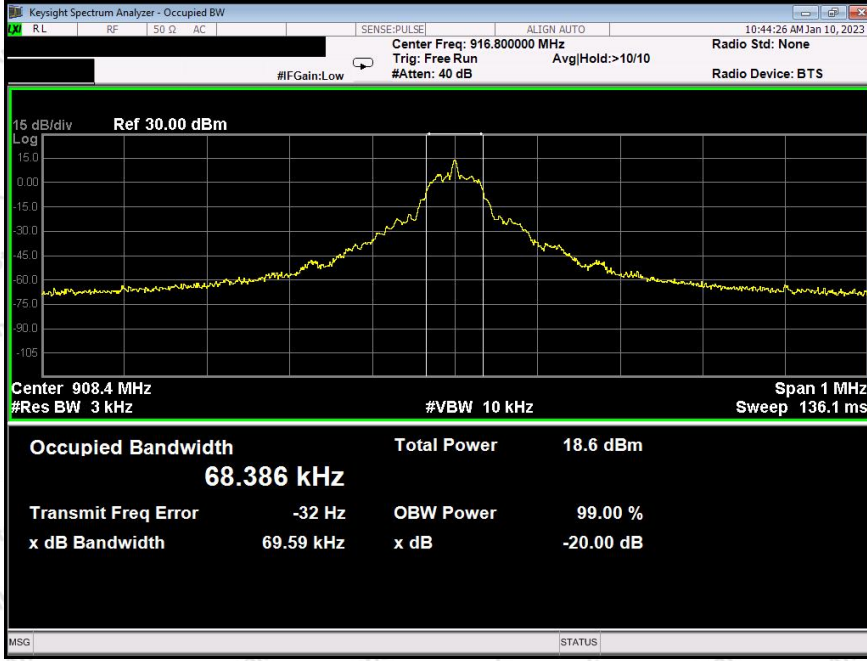 Keysight Spectrum Analyzer - Occupied BW
LXI RL RF 50 Ω AC SENSE:PULSE ALIGN AUTO 10:44:26 AM Jan 10, 2023
Center Freq: 916.800000 MHz Radio Std: None
Trig: Free Run Avg|Hold:>10/10
#IFGain:Low #Atten: 40 dB Radio Device: BTS
15 dB/div Ref 30.00 dBm
Log
15.0
0.00
-15.0
-30.0
-45.0
-60.0
-75.0
-90.0
-105
Center 908.4 MHz Span 1 MHz
#Res BW 3 kHz #VBW 10 kHz Sweep 136.1 ms
Occupied Bandwidth Total Power 18.6 dBm
68.386 kHz
Transmit Freq Error -32 Hz OBW Power 99.00 %
x dB Bandwidth 69.59 kHz x dB -20.00 dB
MSG STATUS